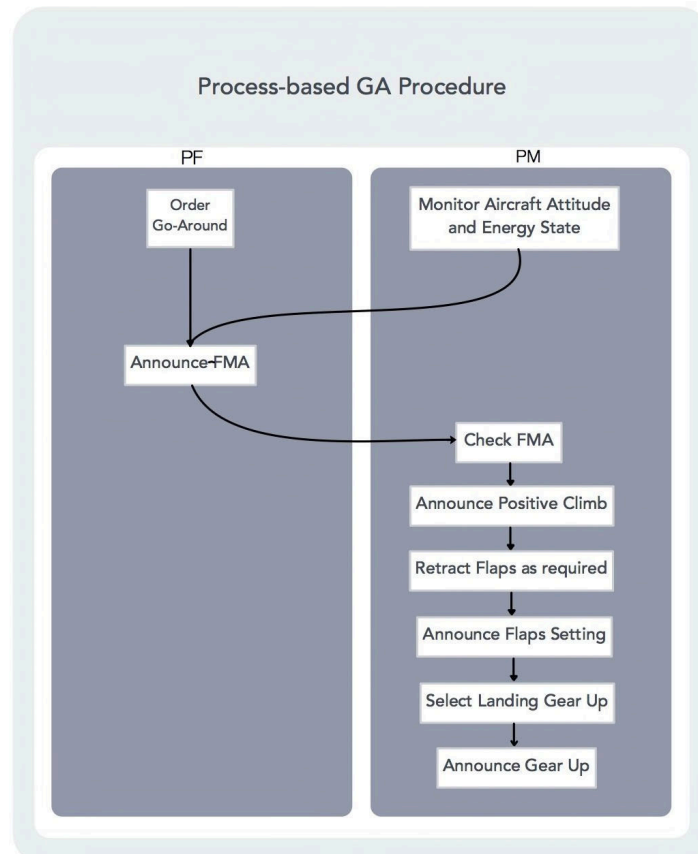 Process-based GA Procedure
PF
PM
Order
Go-Around
Monitor Aircraft Attitude
and Energy State
Announce-FMA
Check FMA
Announce Positive Climb
Retract Flaps as required
Announce Flaps Setting
Select Landing Gear Up
Announce Gear Up